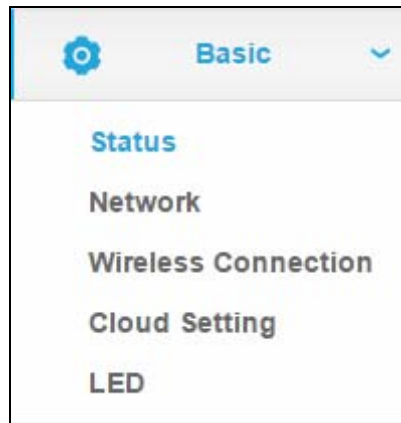 Basic
Status
Network
Wireless Connection
Cloud Setting
LED